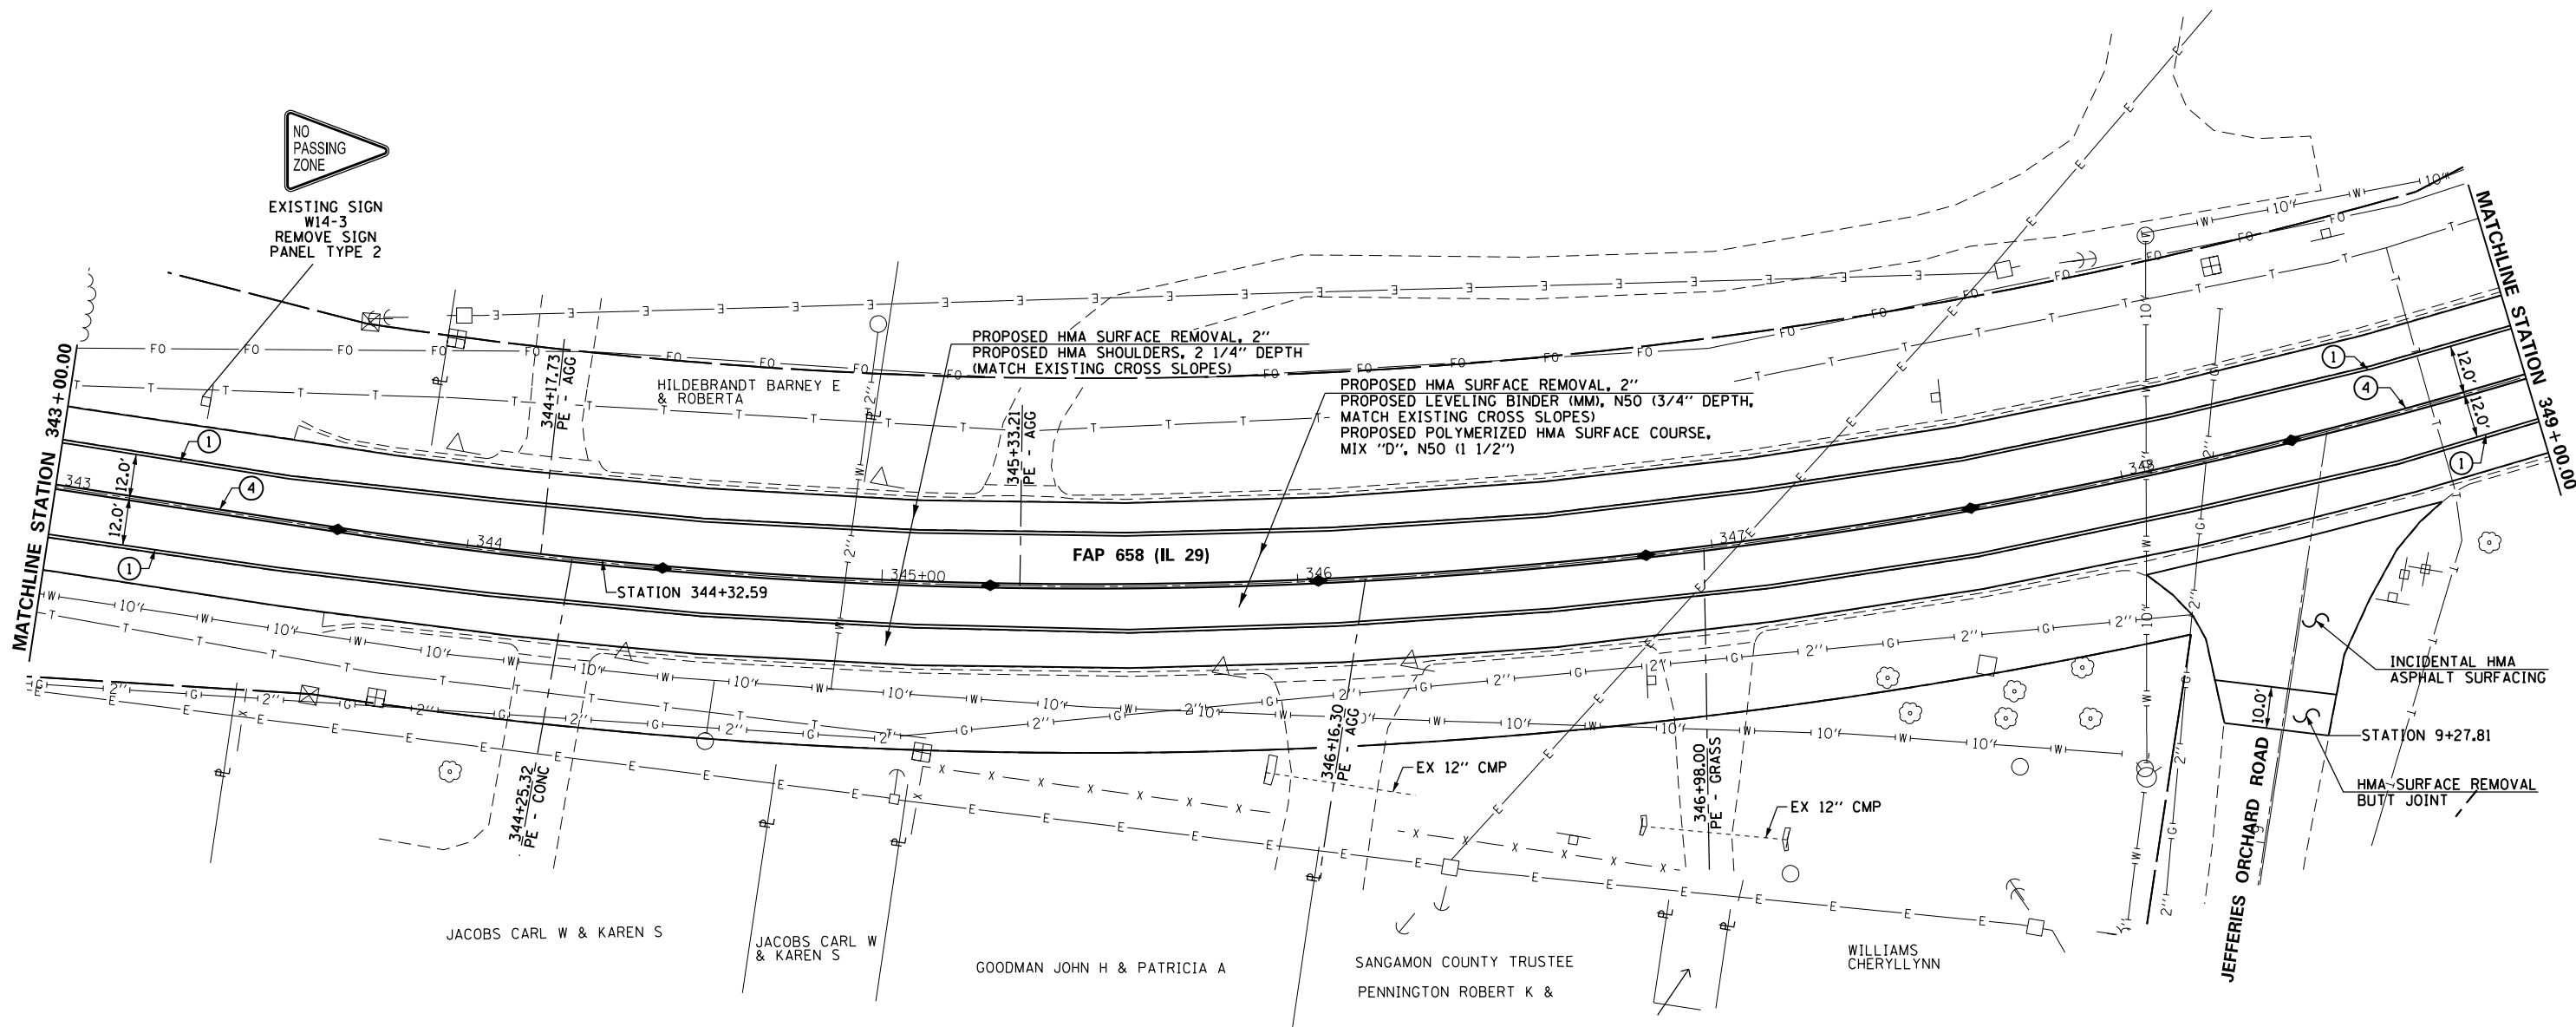 NO
PASSING
ZONE
EXISTING SIGN
W14-3
REMOVE SIGN
PANEL TYPE 2
MATCHLINE STATION 343+00.00
MATCHLINE STATION 349+00.00
PROPOSED HMA SURFACE REMOVAL, 2"
PROPOSED HMA SHOULDERS, 2 1/4" DEPTH
(MATCH EXISTING CROSS SLOPES)
PROPOSED HMA SURFACE REMOVAL, 2"
PROPOSED LEVELING BINDER (MM), N50 (3/4" DEPTH,
MATCH EXISTING CROSS SLOPES)
PROPOSED POLYMERIZED HMA SURFACE COURSE,
MIX "D", N50 (1 1/2")
HILDEBRANDT BARNEY E
& ROBERTA
344+17.73
PE - AGG
345+33.21
PE - AGG
1
4
1
12.0'
12.0'
1
4
1
12.0'
12.0'
343
344
345+00
346
347
348
FAP 658 (IL 29)
STATION 344+32.59
344+25.32
PE - CONC
346+16.30
PE - AGG
346+98.00
PE - GRASS
EX 12" CMP
EX 12" CMP
INCIDENTAL HMA
ASPHALT SURFACING
10.0'
STATION 9+27.81
HMA SURFACE REMOVAL
BUTT JOINT
JEFFERIES ORCHARD ROAD
JACOBS CARL W & KAREN S
JACOBS CARL W
& KAREN S
GOODMAN JOHN H & PATRICIA A
SANGAMON COUNTY TRUSTEE
PENNINGTON ROBERT K &
WILLIAMS
CHERYLLYNN